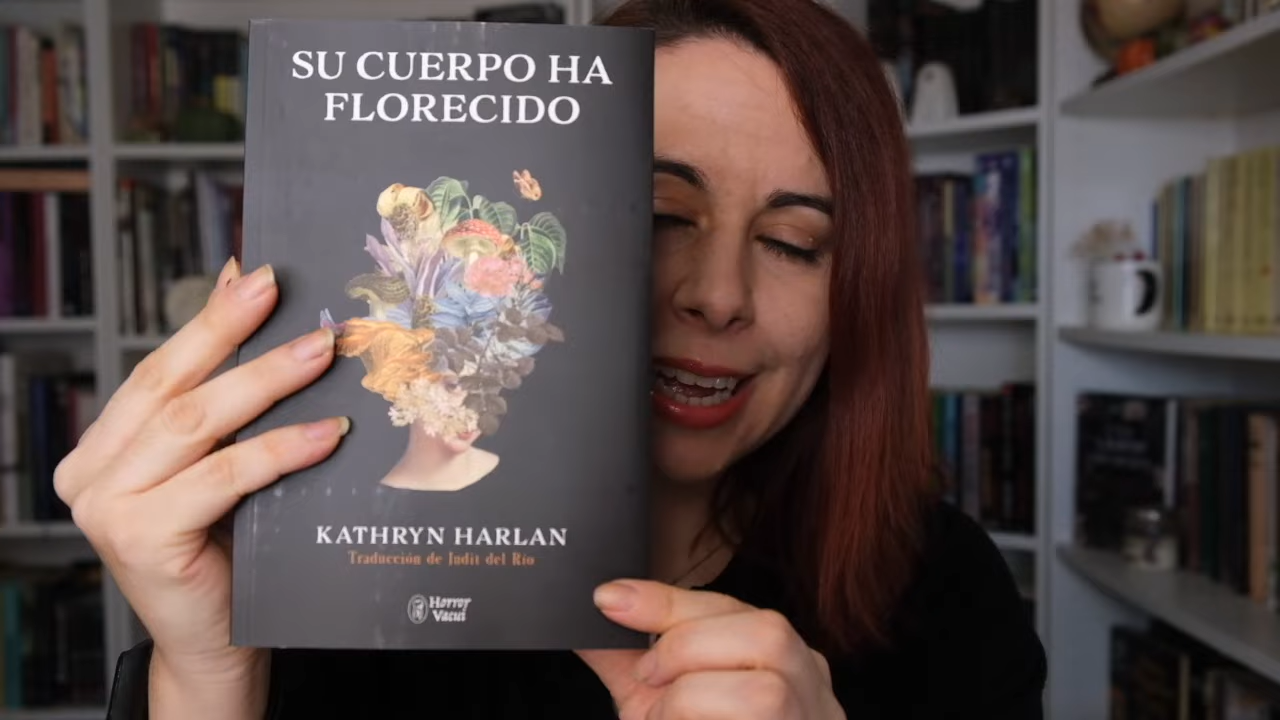 SU CUERPO HA
FLORECIDO
KATHRYN HARLAN
Traducción de Judit del Río
Horror
Vacui